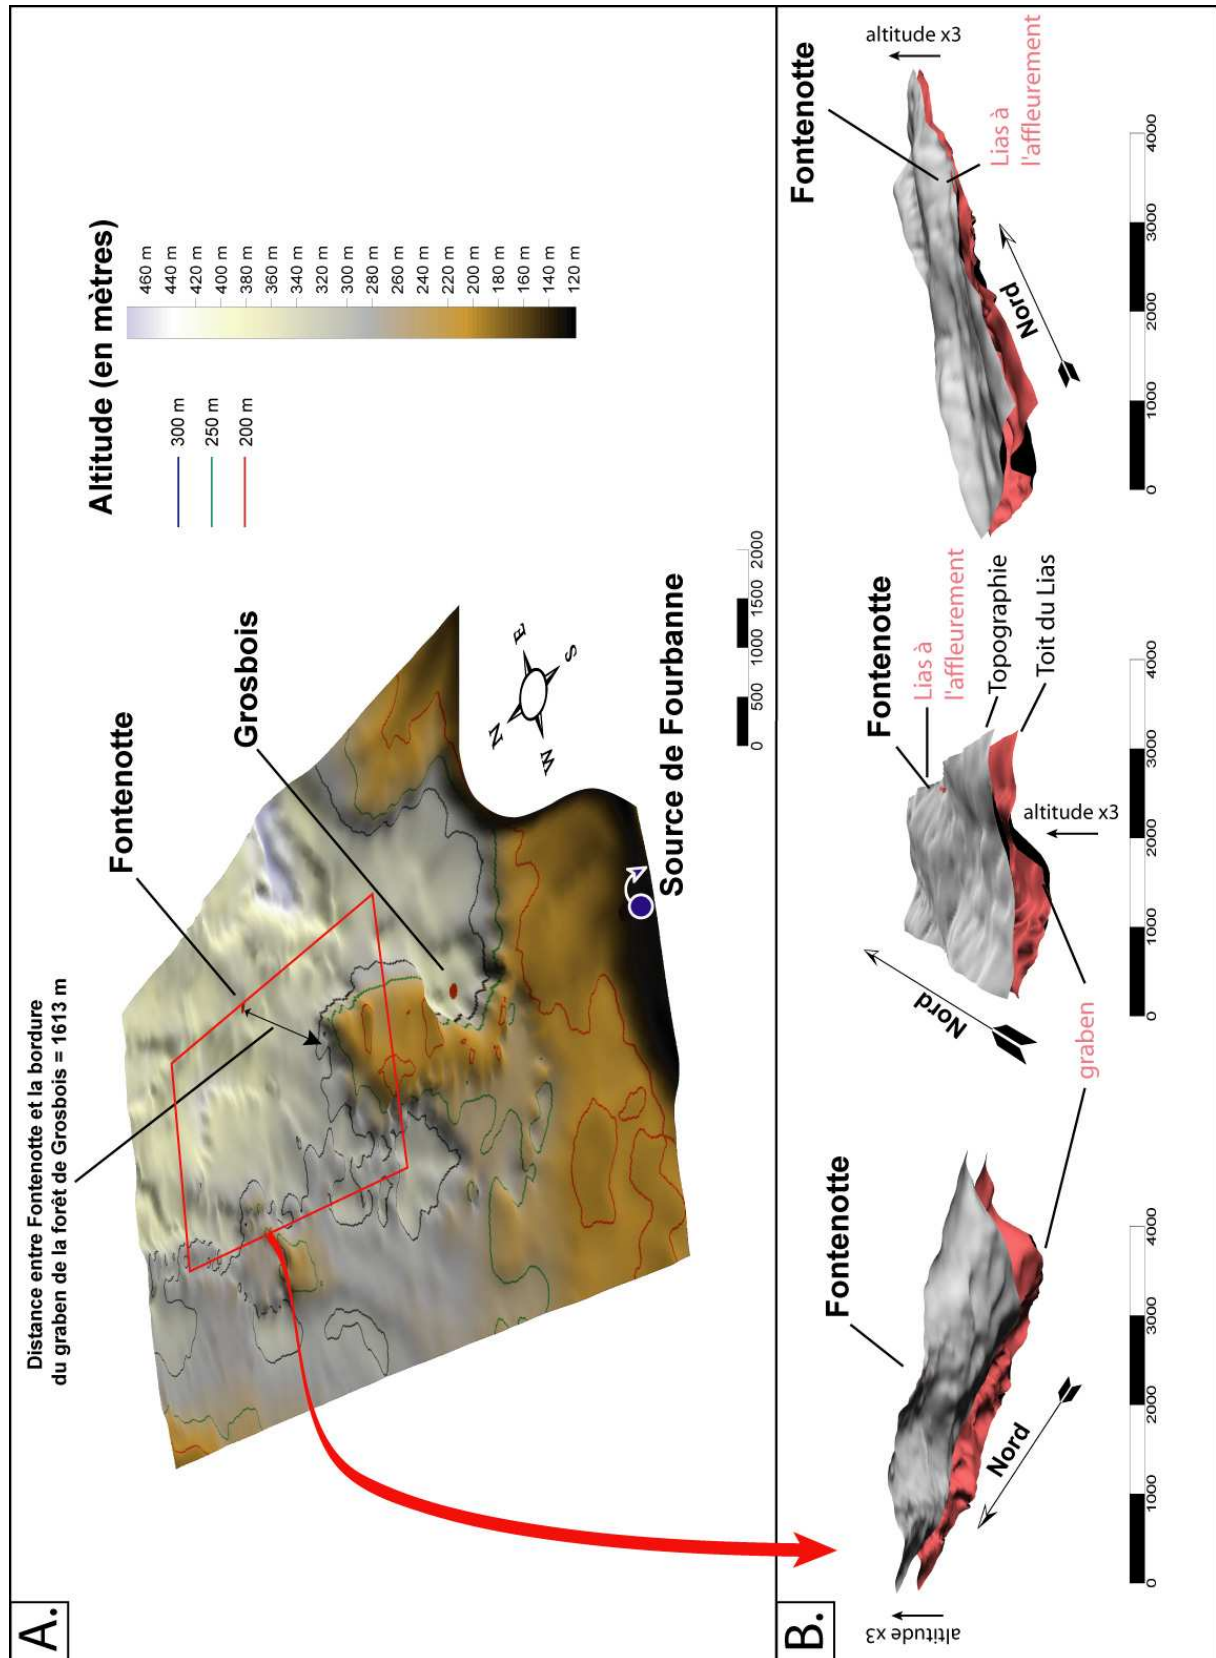 A.
Distance entre Fontenotte et la bordure
du graben de la forêt de Grosbois = 1613 m
Fontenotte
Grosbois
Altitude (en mètres)
300 m
250 m
200 m
460 m
440 m
420 m
400 m
380 m
360 m
340 m
320 m
300 m
280 m
260 m
240 m
220 m
200 m
180 m
160 m
140 m
120 m
N
E
S
W
Source de Fourbanne
0 500 1000 1500 2000
B.
altitude x3
Fontenotte
Nord
0 1000 2000 3000 4000
graben
Nord
Fontenotte
Lias à
l'affleurement
Topographie
Toit du Lias
altitude x3
0 1000 2000 3000 4000
Fontenotte
Lias à
l'affleurement
altitude x3
Nord
0 1000 2000 3000 4000